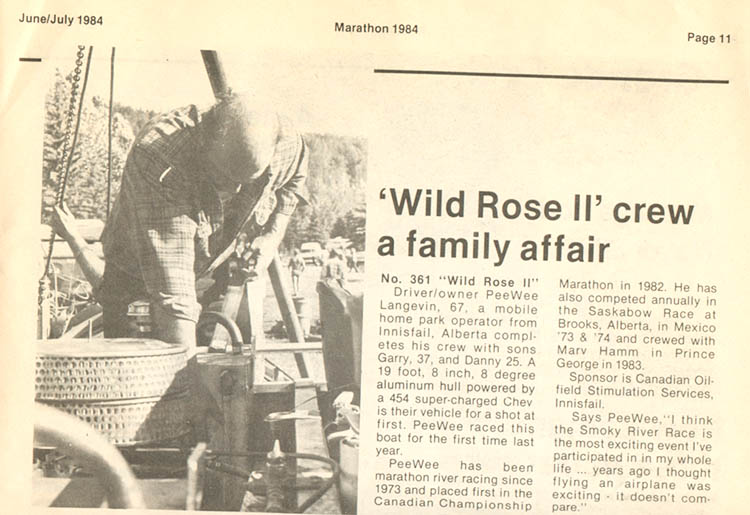 June/July 1984
Marathon 1984
Page 11
'Wild Rose II' crew
a family affair
No. 361 "Wild Rose II"
Driver/owner PeeWee
Langevin, 67, a mobile
home park operator from
Innisfail, Alberta compl-
etes his crew with sons
Garry, 37, and Danny 25. A
19 foot, 8 inch, 8 degree
aluminum hull powered by
a 454 super-charged Chev
is their vehicle for a shot at
first. PeeWee raced this
boat for the first time last
year.
PeeWee has been
marathon river racing since
1973 and placed first in the
Canadian Championship
Marathon in 1982. He has
also competed annually in
the Saskabow Race at
Brooks, Alberta, in Mexico
'73 & '74 and crewed with
Marv Hamm in Prince
George in 1983.
Sponsor is Canadian Oil-
field Stimulation Services,
Innisfail.
Says PeeWee,"I think
the Smoky River Race is
the most exciting event I've
participated in in my whole
life ... years ago I thought
flying an airplane was
exciting - it doesn't com-
pare."